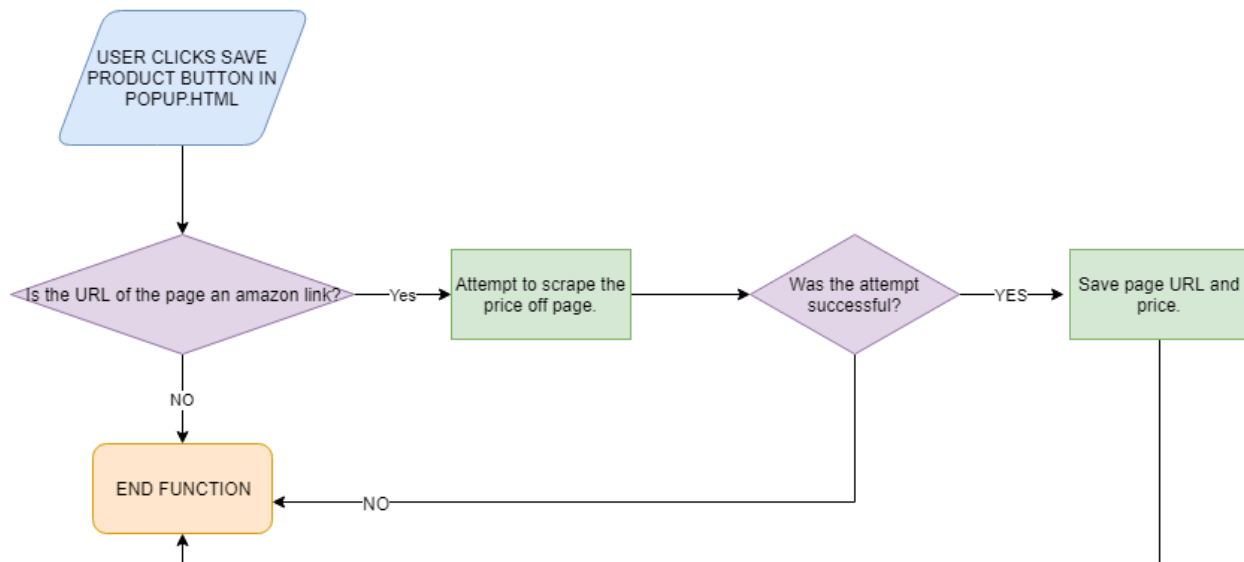 USER CLICKS SAVE
PRODUCT BUTTON IN
POPUP.HTML
Is the URL of the page an amazon link?
Yes
Attempt to scrape the
price off page.
Was the attempt
successful?
YES
Save page URL and
price.
NO
END FUNCTION
NO